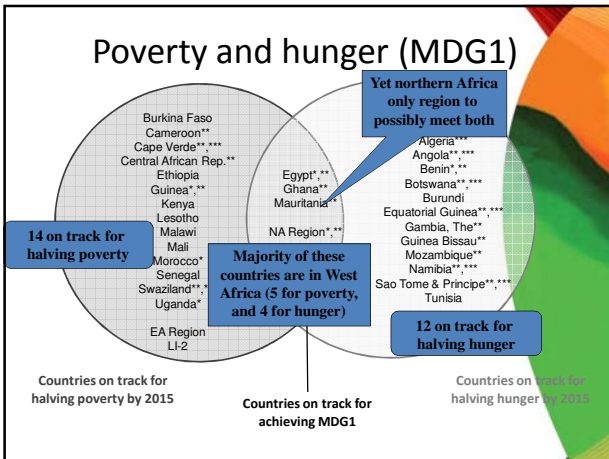 Poverty and hunger (MDG1)
Yet northern Africa
only region to
possibly meet both
Burkina Faso
Cameroon**
Cape Verde**,***
Central African Rep.**
Ethiopia
Guinea*,**
Kenya
Lesotho
Malawi
Mali
Morocco*
Senegal
Swaziland**,*
Uganda*
EA Region
LI-2
14 on track for
halving poverty
Egypt*,**
Ghana**
Mauritania**
NA Region*,**
Majority of these
countries are in West
Africa (5 for poverty,
and 4 for hunger)
Algeria***
Angola**,***
Benin*,**
Botswana**,***
Burundi
Equatorial Guinea**,***
Gambia, The**
Guinea Bissau**
Mozambique**
Namibia**,***
Sao Tome & Principe**,***
Tunisia
12 on track for
halving hunger
Countries on track for
halving poverty by 2015
Countries on track for
achieving MDG1
Countries on track for
halving hunger by 2015